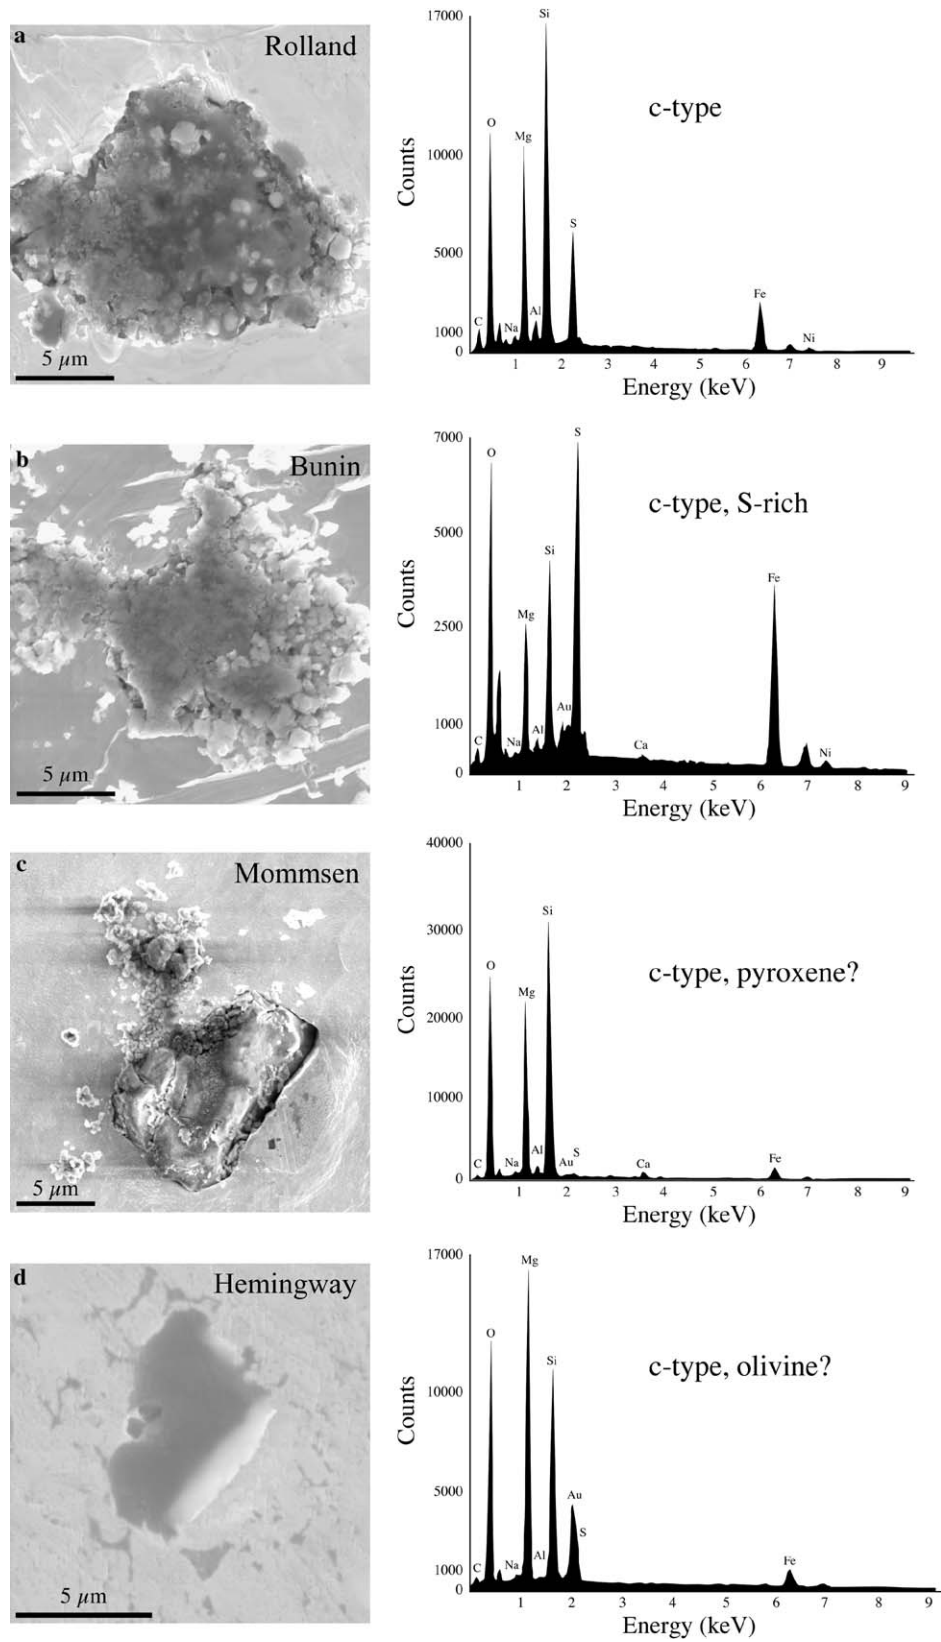 a
Rolland
5 µm
17000
10000
5000
1000
0
Counts
C
O
Na
Mg
Al
Si
S
Fe
Ni
c-type
1 2 3 4 5 6 7 8 9
Energy (keV)
b
Bunin
5 µm
7000
5000
2500
1000
0
Counts
C
O
Na
Mg
Al
Si
Au
S
Ca
Fe
Ni
c-type, S-rich
1 2 3 4 5 6 7 8 9
Energy (keV)
c
Mommsen
5 µm
40000
30000
20000
10000
0
Counts
C
O
Na
Mg
Al
Si
Au
S
Ca
Fe
c-type, pyroxene?
1 2 3 4 5 6 7 8 9
Energy (keV)
d
Hemingway
5 µm
17000
10000
5000
1000
0
Counts
C
O
Na
Mg
Al
Si
Au
S
Fe
c-type, olivine?
1 2 3 4 5 6 7 8 9
Energy (keV)